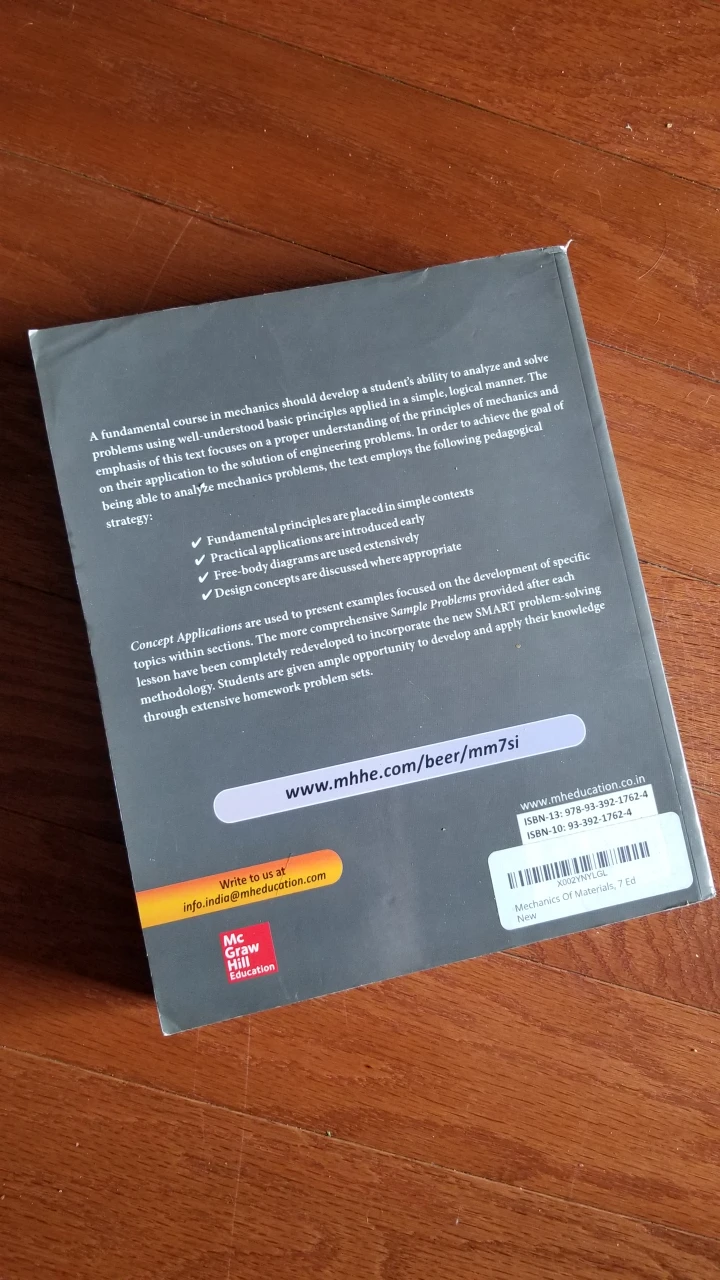 A fundamental course in mechanics should develop a student's ability to analyze and solve
problems using well-understood basic principles applied in a simple, logical manner. The
emphasis of this text focuses on a proper understanding of the principles of mechanics and
on their application to the solution of engineering problems. In order to achieve the goal of
being able to analyze mechanics problems, the text employs the following pedagogical
strategy:
✔ Fundamental principles are placed in simple contexts
✔ Practical applications are introduced early
✔ Free-body diagrams are used extensively
✔ Design concepts are discussed where appropriate
Concept Applications are used to present examples focused on the development of specific
topics within sections. The more comprehensive Sample Problems provided after each
lesson have been completely redeveloped to incorporate the new SMART problem-solving
methodology. Students are given ample opportunity to develop and apply their knowledge
through extensive homework problem sets.
www.mhhe.com/beer/mm7si
www.mheducation.co.in
ISBN-13: 978-93-392-1762-4
ISBN-10: 93-392-1762-4
X002YNYLGL
Mechanics Of Materials, 7 Ed
New
Write to us at
info.india@mheducation.com
Mc
Graw
Hill
Education